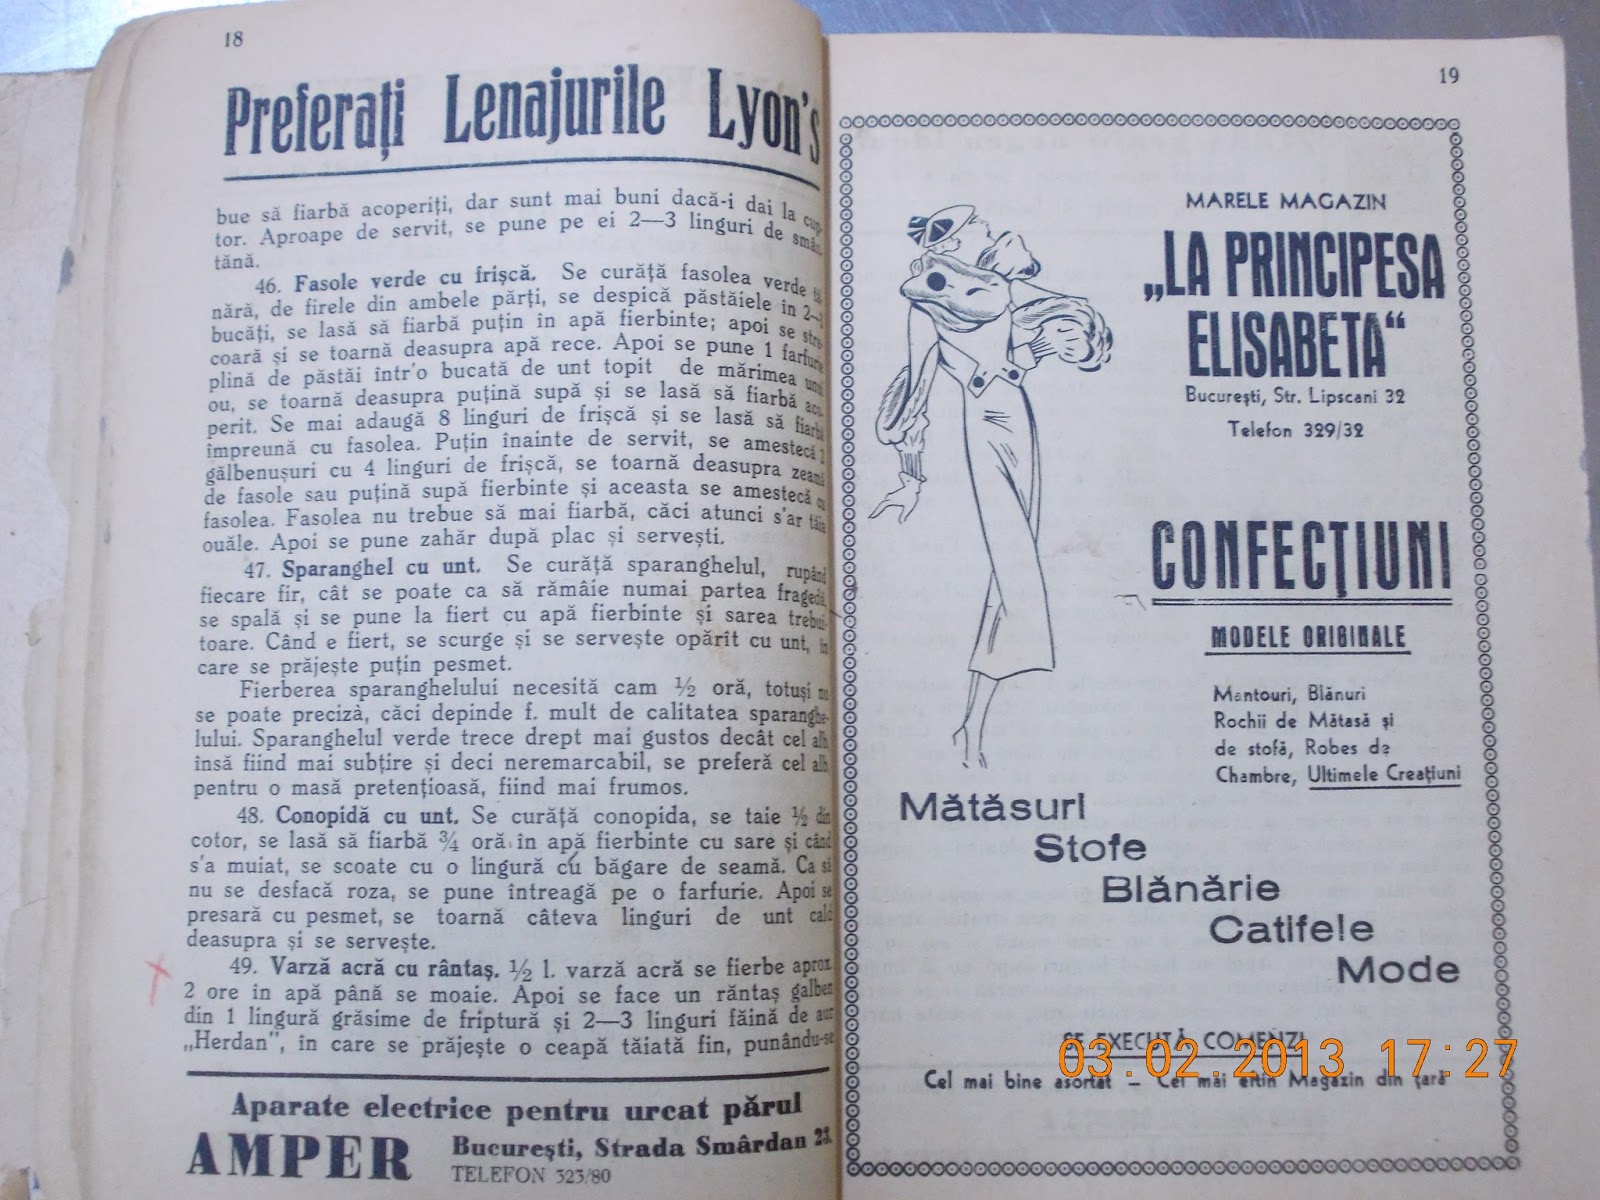 18
Preferați Lenajurile Lyon's
bue să fiarbă acoperiți, dar sunt mai buni dacă-i dai la cup-
tor. Aproape de servit, se pune pe ei 2—3 linguri de smân-
tână.
46. Fasole verde cu frișcă. Se curăță fasolea verde tâ-
nără, de firele din ambele părți, se despică păstăiele in 2—
bucăți, se lasă să fiarbă puțin în apă fierbinte; apoi se stre-
coară și se toarnă deasupra apă rece. Apoi se pune 1 farfurie
plină de păstăi într'o bucată de unt topit de mărimea unui
ou, se toarnă deasupra puțină supă și se lasă să fiarbă aco-
perit. Se mai adaugă 8 linguri de frișcă și se lasă să fiarbă
împreună cu fasolea. Puțin înainte de servit, se amestecă 2
gălbenușuri cu 4 linguri de frișcă, se toarnă deasupra zeamă
de fasole sau puțină supă fierbinte și aceasta se amestecă cu
fasolea. Fasolea nu trebue să mai fiarbă, căci atunci s'ar tăia
ouăle. Apoi se pune zahăr după plac și servești.
47. Sparanghel cu unt. Se curăță sparanghelul, rupând
fiecare fir, cât se poate ca să rămâie numai partea fragedă,
se spală și se pune la fiert cu apă fierbinte și sarea trebui-
toare. Când e fiert, se scurge și se servește opărit cu unt, in
care se prăjește puțin pesmet.
Fierberea sparanghelului necesită cam ½ oră, totuși nu
se poate preciză, căci depinde f. mult de calitatea sparanghe-
lului. Sparanghelul verde trece drept mai gustos decât cel alb,
însă fiind mai subțire și deci neremarcabil, se preferă cel alb,
pentru o masă pretențioasă, fiind mai frumos.
48. Conopidă cu unt. Se curăță conopida, se taie ½ din
cotor, se lasă să fiarbă ¾ oră in apă fierbinte cu sare și când
s'a muiat, se scoate cu o lingură cu băgare de seamă. Ca să
nu se desfacă roza, se pune întreagă pe o farfurie. Apoi se
presară cu pesmet, se toarnă câteva linguri de unt cald
deasupra și se servește.
49. Varză acră cu rântaș. ½ l. varză acră se fierbe aprox.
2 ore in apă până se moaie. Apoi se face un răntaș galben
din 1 lingură grăsime de friptură și 2—3 linguri făină de aur
„Herdan", în care se prăjește o ceapă tăiată fin, punându-se
Aparate electrice pentru urcat părul
AMPER București, Strada Smârdan 23.
TELEFON 323/80
19
MARELE MAGAZIN
„LA PRINCIPESA
ELISABETA“
București, Str. Lipscani 32
Telefon 329/32
CONFECȚIUNI
MODELE ORIGINALE
Mantouri, Blănuri
Rochii de Mătasă și
de stofă, Robes de
Chambre, Ultimele Creațiuni
Mătăsuri
Stofe
Blănărie
Catifele
Mode
SE EXECUTĂ COMENZI
03.02.2013 17:27
Cel mai bine asortat — Cel mai eftin Magazin din țară